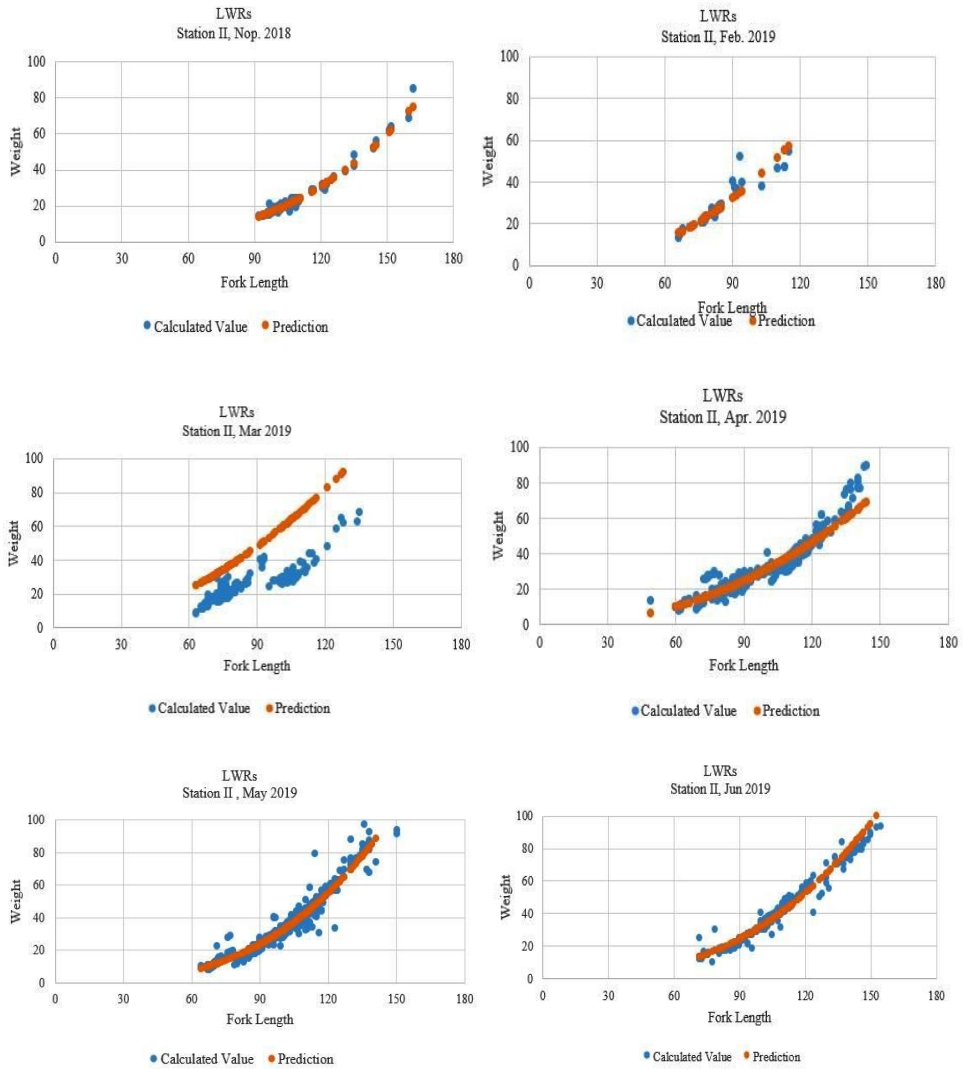 LWRs
Station II, Nop. 2018
100
80
60
40
20
0
Weight
0 30 60 90 120 150 180
Fork Length
Calculated Value Prediction
LWRs
Station II, Feb. 2019
100
80
60
40
20
0
Weight
0 30 60 90 120 150 180
Fork Length
Calculated Value Prediction
LWRs
Station II, Mar 2019
100
80
60
40
20
0
Weight
0 30 60 90 120 150 180
Fork Length
Calculated Value Prediction
LWRs
Station II, Apr. 2019
100
80
60
40
20
0
Weight
0 30 60 90 120 150 180
Fork Length
Calculated Value Prediction
LWRs
Station II , May 2019
100
80
60
40
20
0
Weight
0 30 60 90 120 150 180
Fork Length
Calculated Value Prediction
LWRs
Station II, Jun 2019
100
80
60
40
20
0
Weight
0 30 60 90 120 150 180
Fork Length
Calculated Value Prediction